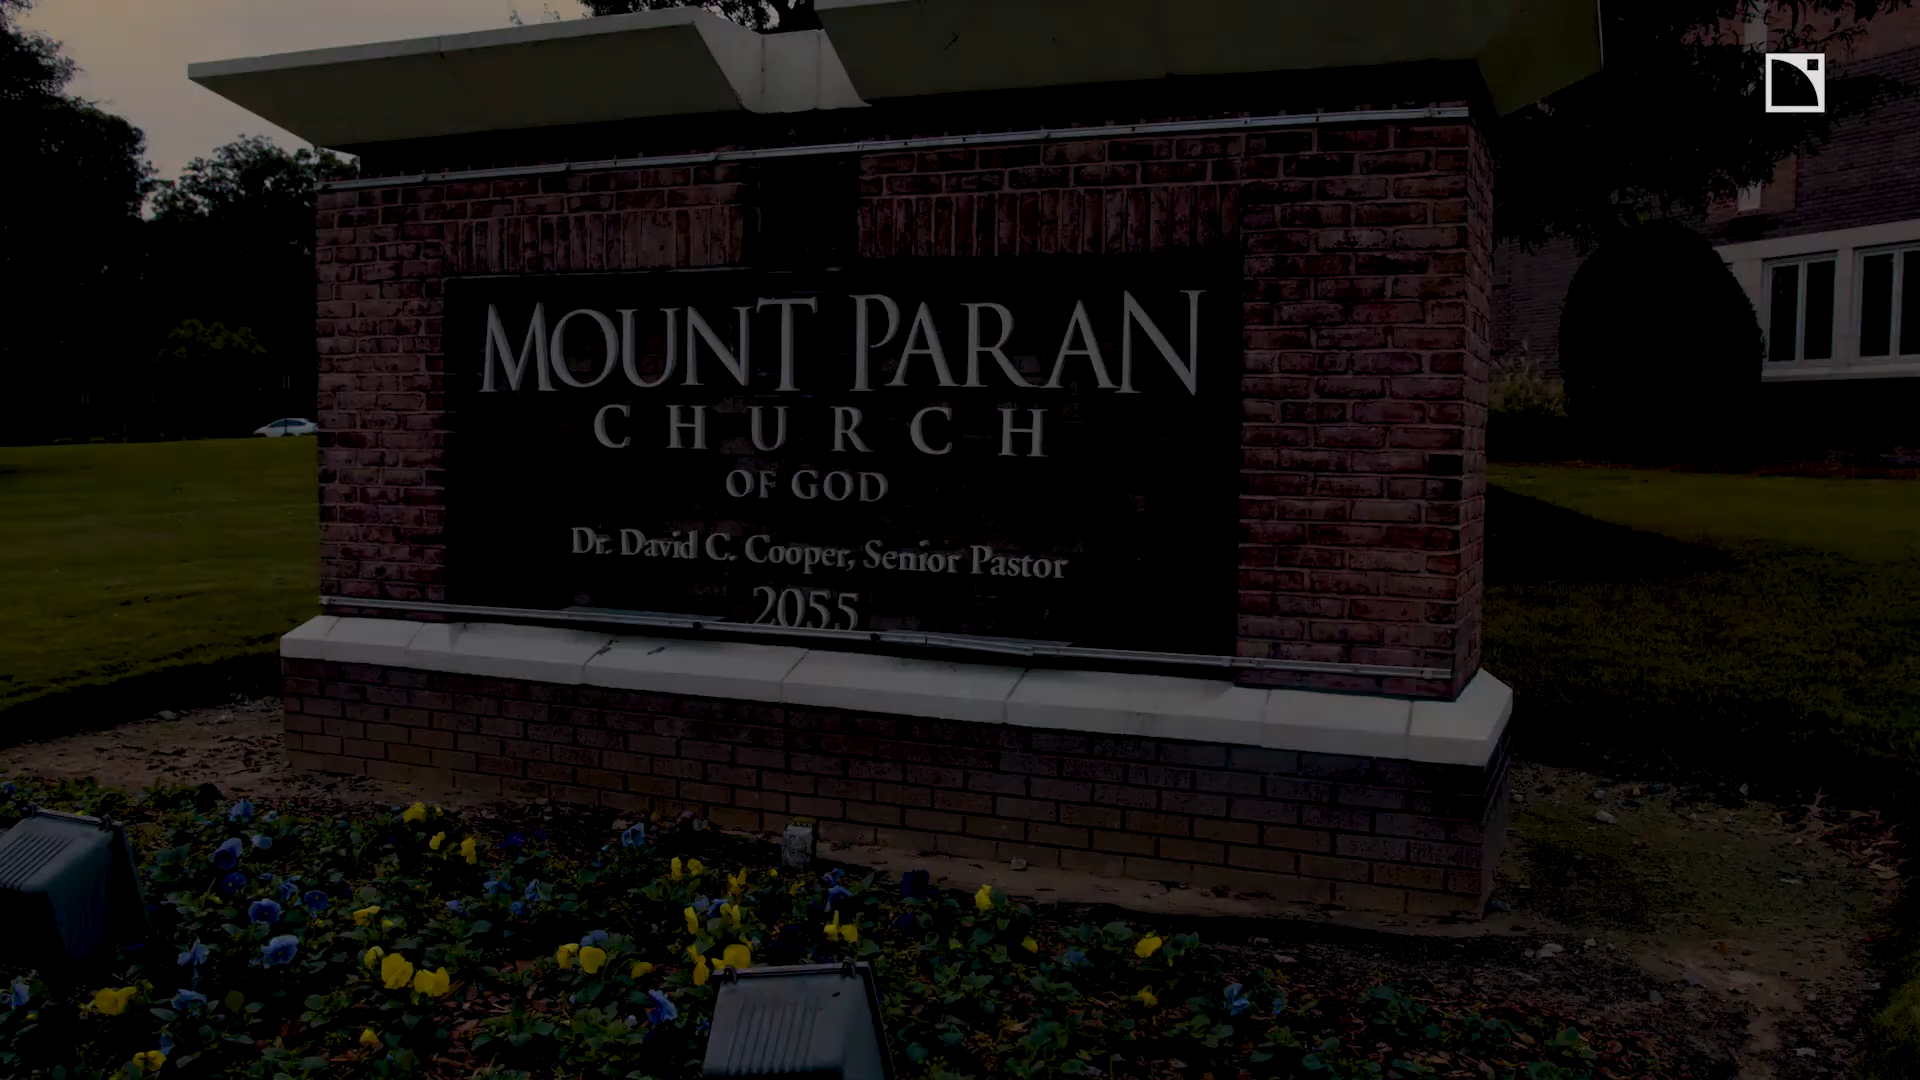 MOUNT PARAN
CHURCH
OF GOD
Dr. David C. Cooper, Senior Pastor
2055